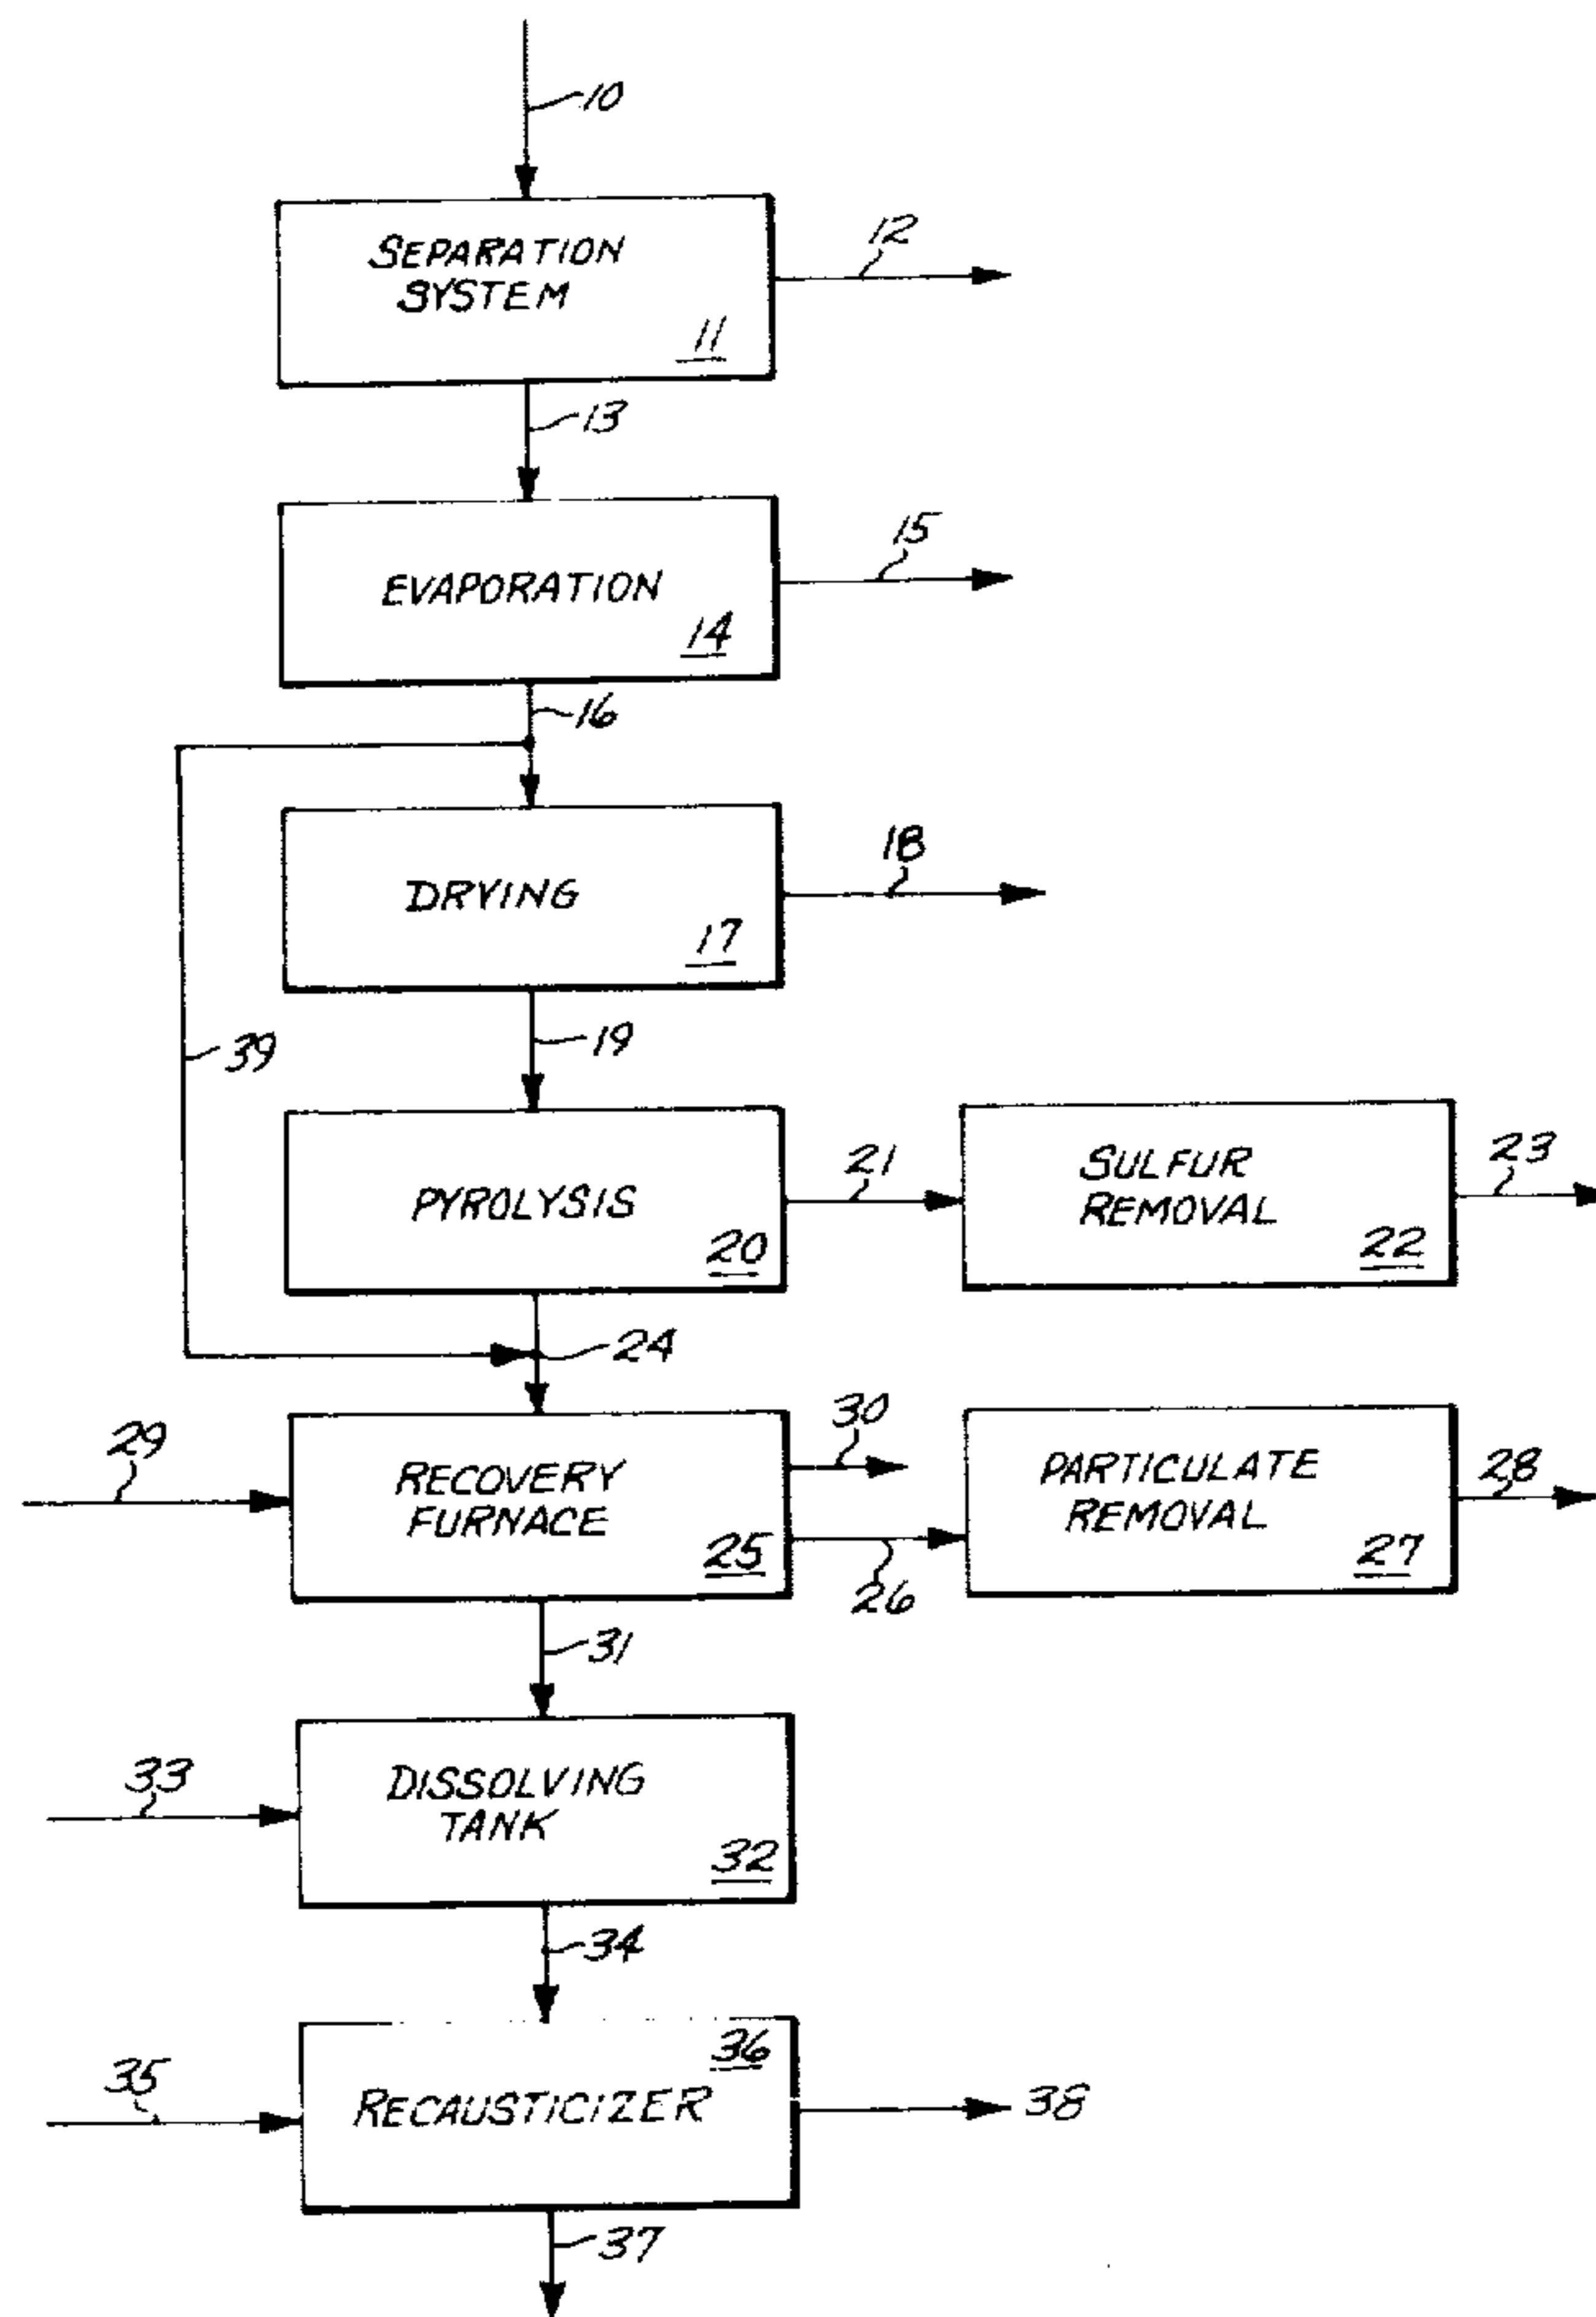 10
SEPARATION
SYSTEM
11
12
13
EVAPORATION
14
15
16
DRYING
17
18
39
19
PYROLYSIS
20
21
SULFUR
REMOVAL
22
23
24
29
RECOVERY
FURNACE
25
30
26
PARTICULATE
REMOVAL
27
28
31
33
DISSOLVING
TANK
32
34
35
36
RECAUSTICIZER
38
37